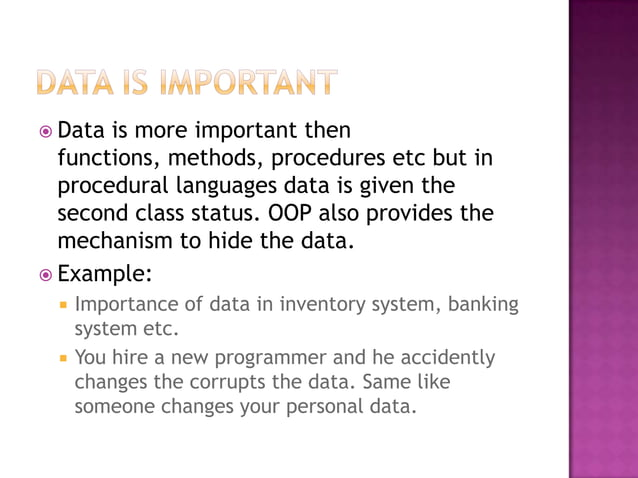 DATA IS IMPORTANT
Data is more important then
functions, methods, procedures etc but in
procedural languages data is given the
second class status. OOP also provides the
mechanism to hide the data.
Example:
Importance of data in inventory system, banking
system etc.
You hire a new programmer and he accidently
changes the corrupts the data. Same like
someone changes your personal data.